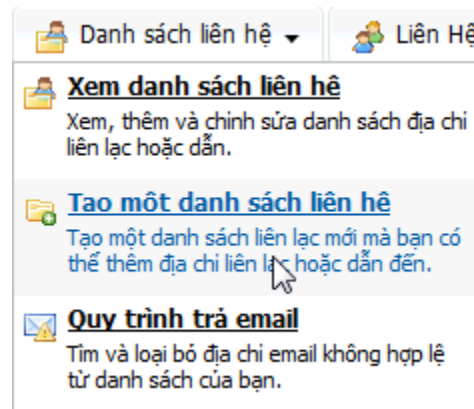 Danh sách liên hệ
Liên Hệ
Xem danh sách liên hệ
Xem, thêm và chỉnh sửa danh sách địa chỉ
liên lạc hoặc dẫn.
Tạo một danh sách liên hệ
Tạo một danh sách liên lạc mới mà bạn có
thể thêm địa chỉ liên lạc hoặc dẫn đến.
Quy trình trả email
Tìm và loại bỏ địa chỉ email không hợp lệ
từ danh sách của bạn.